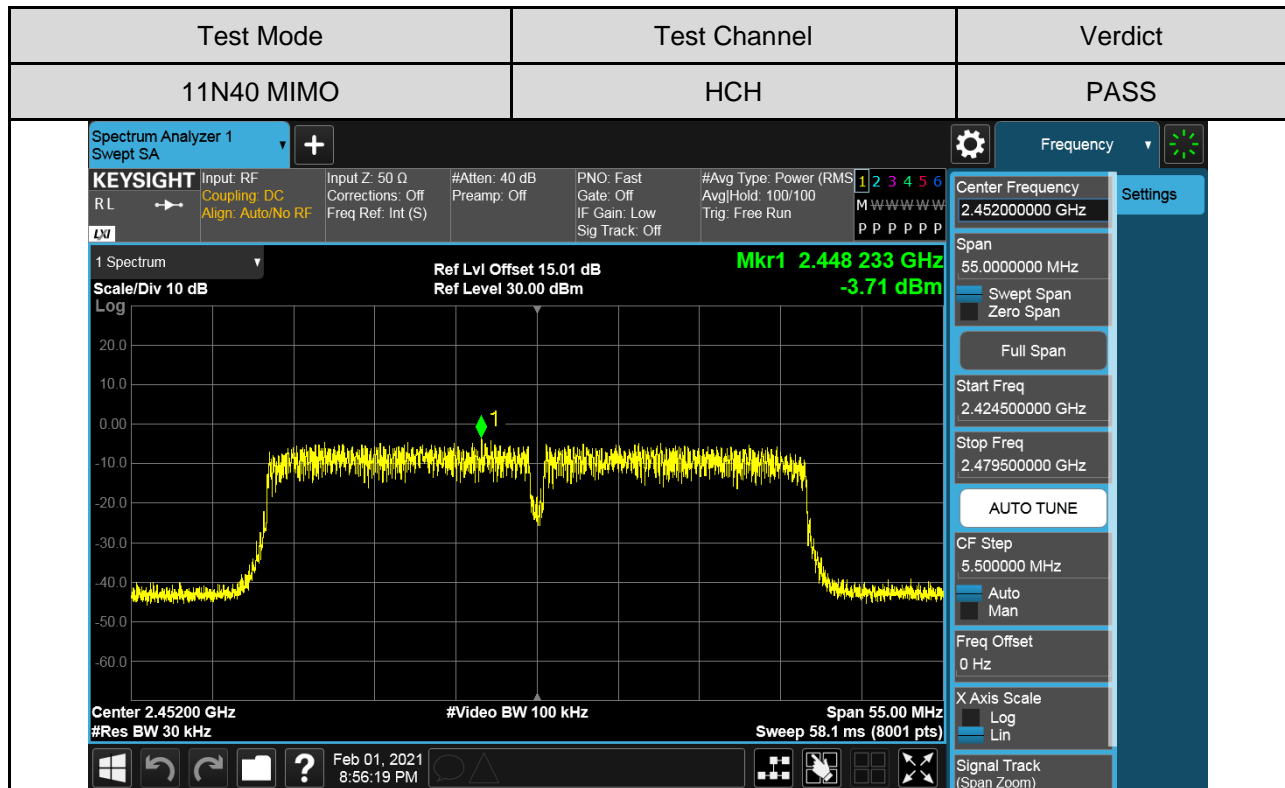 Test Mode Test Channel Verdict
11N40 MIMO HCH PASS
Spectrum Analyzer 1
Swept SA
+
Frequency
KEYSIGHT
R L
LXI
Input: RF
Coupling: DC
Align: Auto/No RF
Input Z: 50 Ω
Corrections: Off
Freq Ref: Int (S)
#Atten: 40 dB
Preamp: Off
PNO: Fast
Gate: Off
IF Gain: Low
Sig Track: Off
#Avg Type: Power (RMS
Avg|Hold: 100/100
Trig: Free Run
1 2 3 4 5 6
M W W W W W
P P P P P P
1 Spectrum
Scale/Div 10 dB
Log
Ref Lvl Offset 15.01 dB
Ref Level 30.00 dBm
Mkr1 2.448 233 GHz
-3.71 dBm
20.0
10.0
0.00
-10.0
-20.0
-30.0
-40.0
-50.0
-60.0
1
Center 2.45200 GHz
#Res BW 30 kHz
#Video BW 100 kHz
Span 55.00 MHz
Sweep 58.1 ms (8001 pts)
Feb 01, 2021
8:56:19 PM
?
Center Frequency
2.452000000 GHz
Settings
Span
55.0000000 MHz
Swept Span
Zero Span
Full Span
Start Freq
2.424500000 GHz
Stop Freq
2.479500000 GHz
AUTO TUNE
CF Step
5.500000 MHz
Auto
Man
Freq Offset
0 Hz
X Axis Scale
Log
Lin
Signal Track
(Span Zoom)